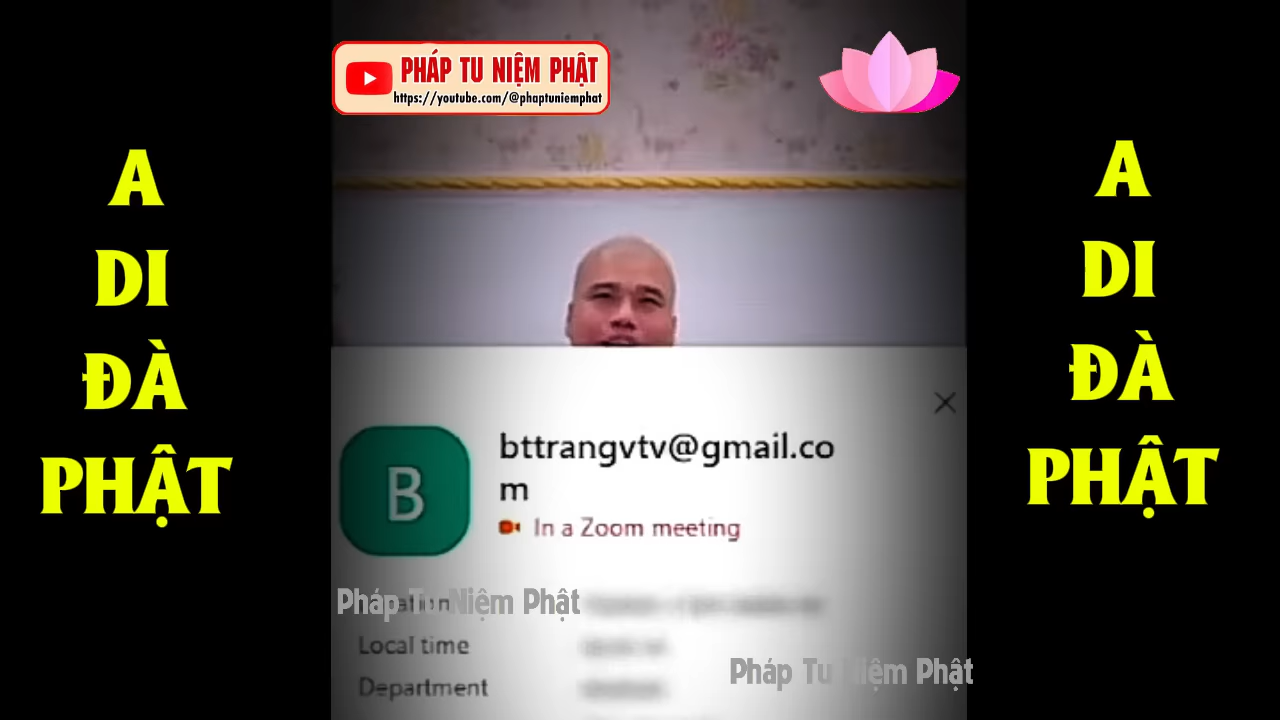 PHÁP TU NIỆM PHẬT
https://youtube.com/@phaptuniemphat
A
DI
ĐÀ
PHẬT
A
DI
ĐÀ
PHẬT
B
bttrangvtv@gmail.co
m
In a Zoom meeting
Pháp Tu Niệm Phật
Local time
Pháp Tu Niệm Phật
Department